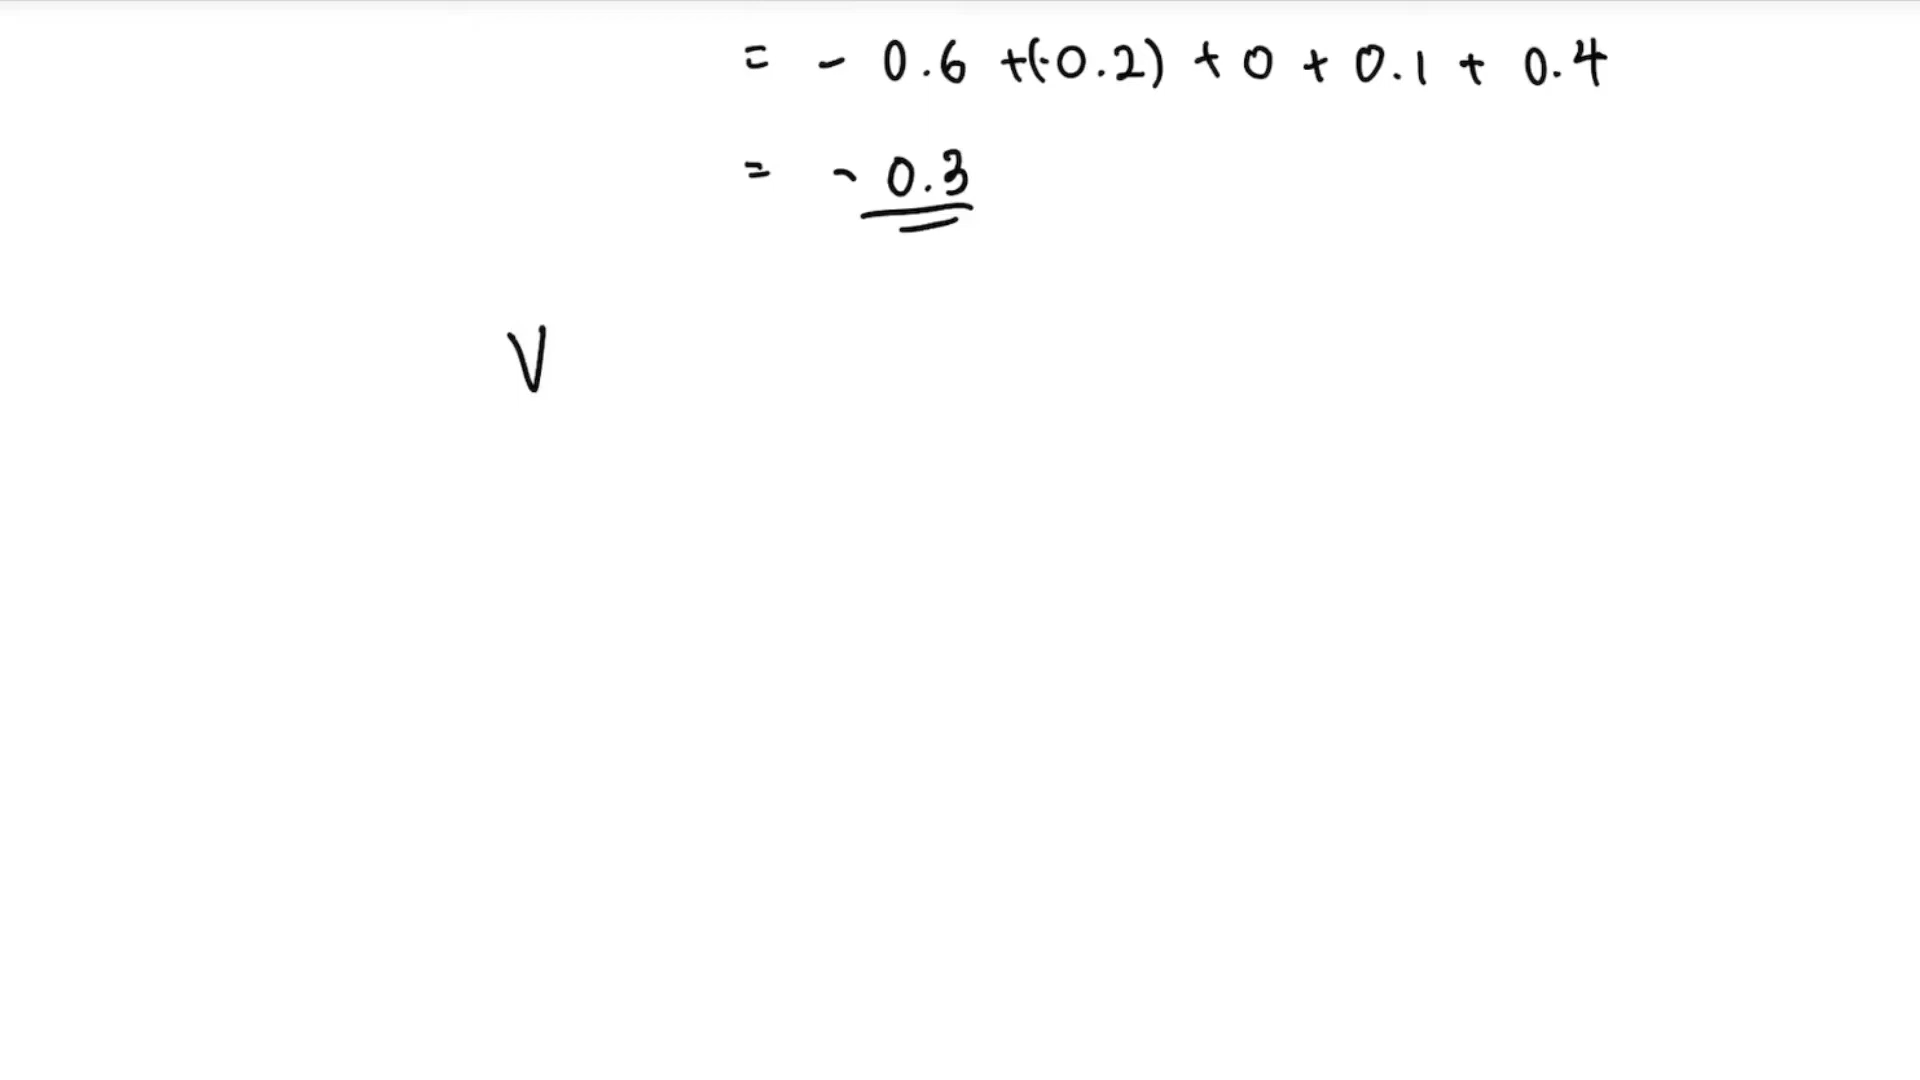 = - 0.6 +(-0.2) + 0 + 0.1 + 0.4
= - 0.3
V